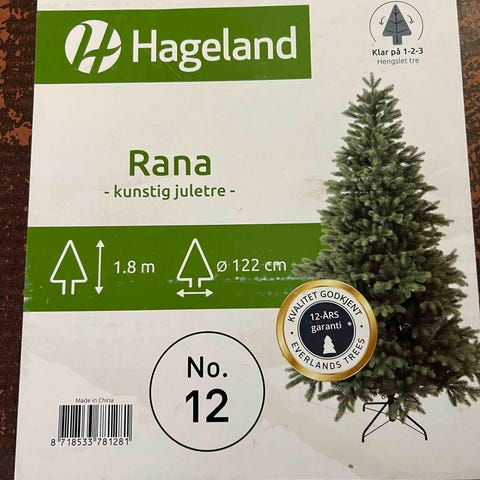 Hageland
Klar på 1-2-3
Hengslet tre
Rana
- kunstig juletre -
1.8 m
Ø 122 cm
KVALITET GODKJENT
12-ÅRS
garanti
EVERLANDS TREES
No.
12
Made in China
8 718533 781281